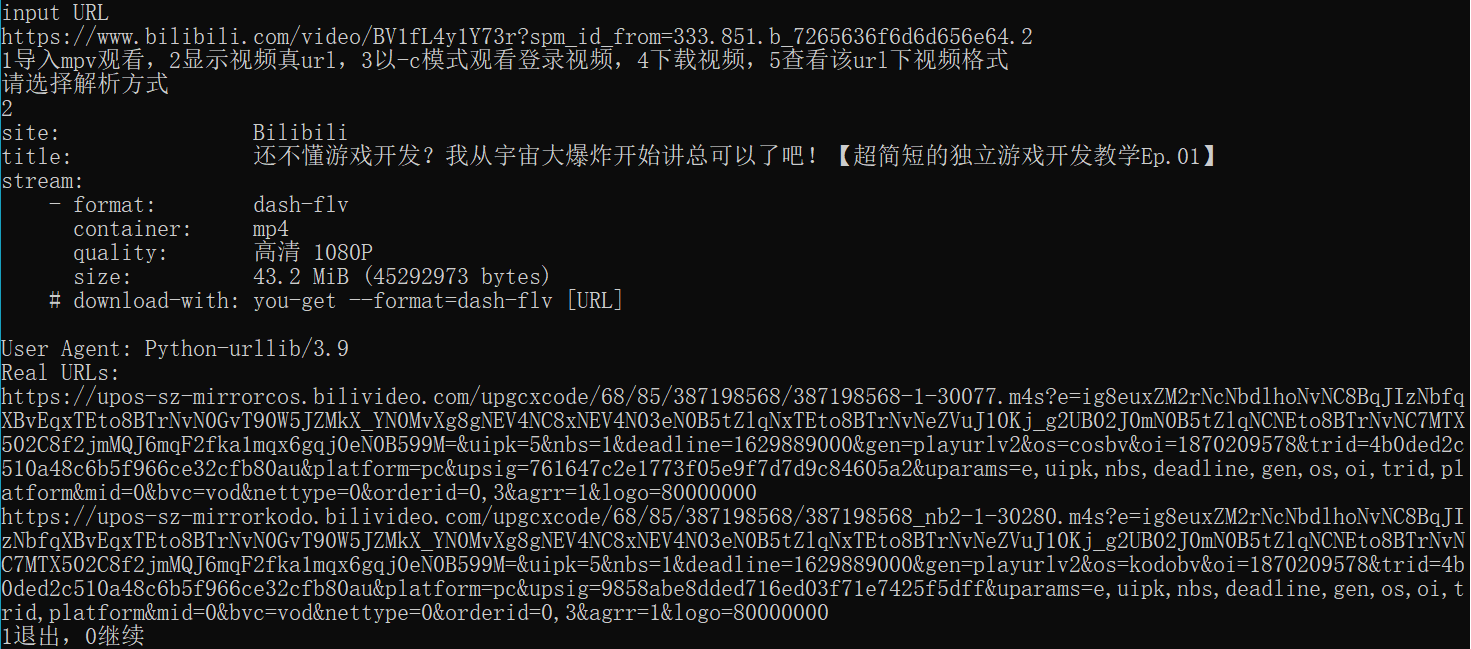 input URL
https://www.bilibili.com/video/BV1fL4y1Y73r?spm_id_from=333.851.b_7265636f6d6d656e64.2
1导入mpv观看，2显示视频真url，3以-c模式观看登录视频，4下载视频，5查看该url下视频格式
请选择解析方式
2
site:                Bilibili
title:               还不懂游戏开发？我从宇宙大爆炸开始讲总可以了吧！【超简短的独立游戏开发教学Ep.01】
stream:
    - format:        dash-flv
      container:     mp4
      quality:       高清 1080P
      size:          43.2 MiB (45292973 bytes)
    # download-with: you-get --format=dash-flv [URL]
User Agent: Python-urllib/3.9
Real URLs:
https://upos-sz-mirrorcos.bilivideo.com/upgcxcode/68/85/387198568/387198568-1-30077.m4s?e=ig8euxZM2rNcNbdlhoNvNC8BqJIzNbfq
XBvEqxTEto8BTrNvN0GvT90W5JZMkX_YN0MvXg8gNEV4NC8xNEV4N03eN0B5tZlqNxTEto8BTrNvNeZVuJ10Kj_g2UB02J0mN0B5tZlqNCNEto8BTrNvNC7MTX
502C8f2jmMQJ6mqF2fka1mqx6gqj0eN0B599M=&uipk=5&nbs=1&deadline=1629889000&gen=playurlv2&os=cosbv&oi=1870209578&trid=4b0ded2c
510a48c6b5f966ce32cfb80au&platform=pc&upsig=761647c2e1773f05e9f7d7d9c84605a2&uparams=e,uipk,nbs,deadline,gen,os,oi,trid,pl
atform&mid=0&bvc=vod&nettype=0&orderid=0,3&agrr=1&logo=80000000
https://upos-sz-mirrorkodo.bilivideo.com/upgcxcode/68/85/387198568/387198568_nb2-1-30280.m4s?e=ig8euxZM2rNcNbdlhoNvNC8BqJI
zNbfqXBvEqxTEto8BTrNvN0GvT90W5JZMkX_YN0MvXg8gNEV4NC8xNEV4N03eN0B5tZlqNxTEto8BTrNvNeZVuJ10Kj_g2UB02J0mN0B5tZlqNCNEto8BTrNvN
C7MTX502C8f2jmMQJ6mqF2fka1mqx6gqj0eN0B599M=&uipk=5&nbs=1&deadline=1629889000&gen=playurlv2&os=kodobv&oi=1870209578&trid=4b
0ded2c510a48c6b5f966ce32cfb80au&platform=pc&upsig=9858abe8dded716ed03f71e7425f5dff&uparams=e,uipk,nbs,deadline,gen,os,oi,t
rid,platform&mid=0&bvc=vod&nettype=0&orderid=0,3&agrr=1&logo=80000000
1退出，0继续